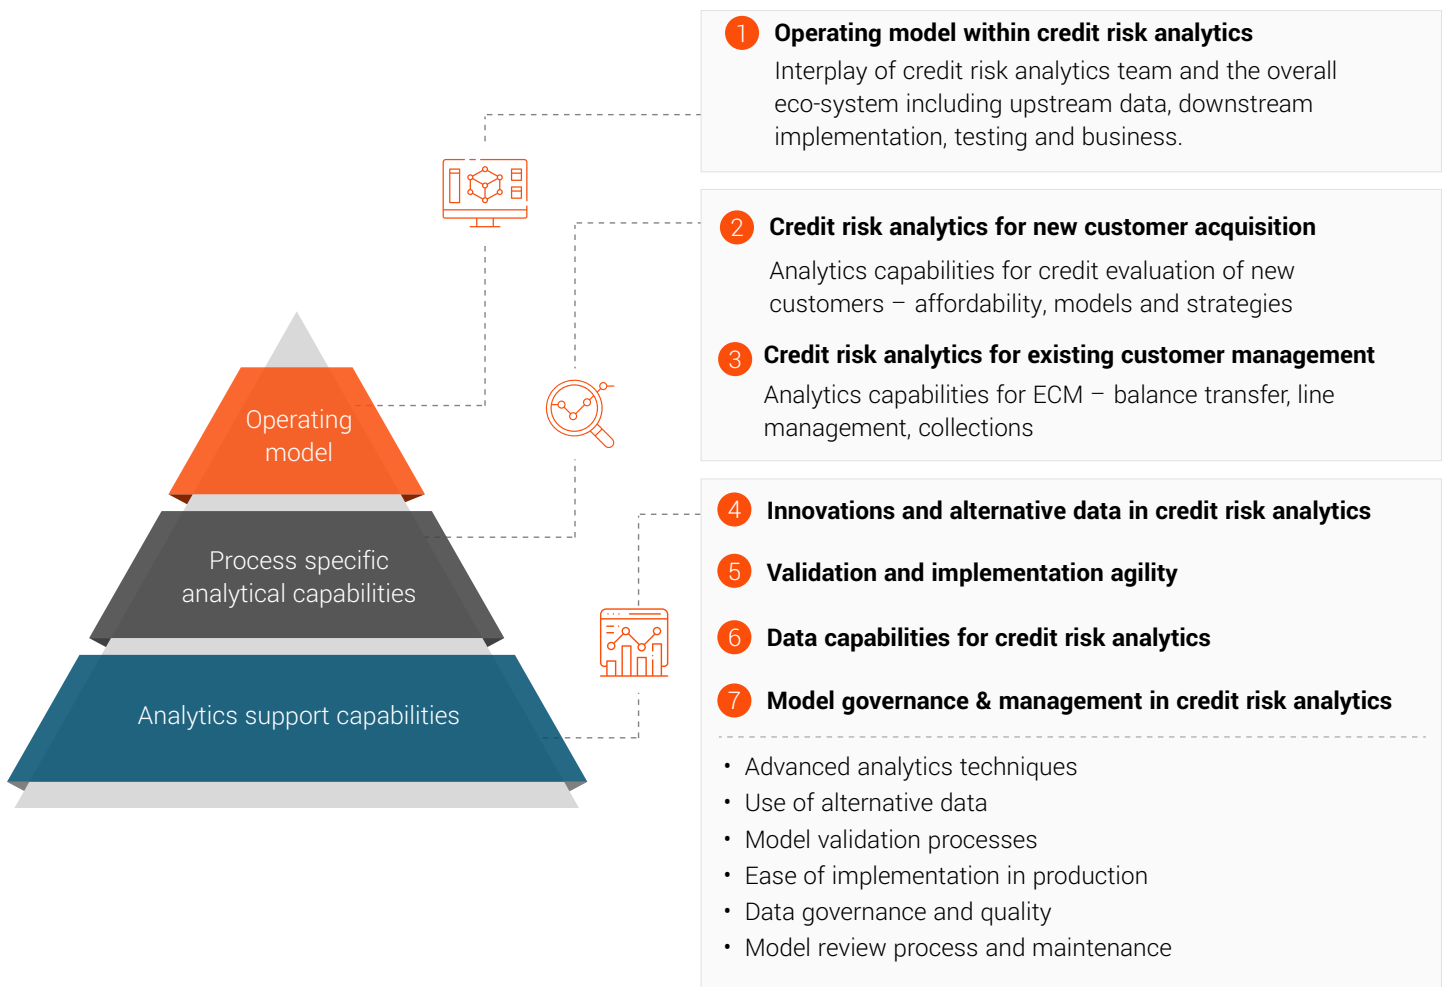 1 Operating model within credit risk analytics
Interplay of credit risk analytics team and the overall
eco-system including upstream data, downstream
implementation, testing and business.
2 Credit risk analytics for new customer acquisition
Analytics capabilities for credit evaluation of new
customers – affordability, models and strategies
3 Credit risk analytics for existing customer management
Analytics capabilities for ECM – balance transfer, line
management, collections
4 Innovations and alternative data in credit risk analytics
5 Validation and implementation agility
6 Data capabilities for credit risk analytics
7 Model governance & management in credit risk analytics
• Advanced analytics techniques
• Use of alternative data
• Model validation processes
• Ease of implementation in production
• Data governance and quality
• Model review process and maintenance
Operating
model
Process specific
analytical capabilities
Analytics support capabilities